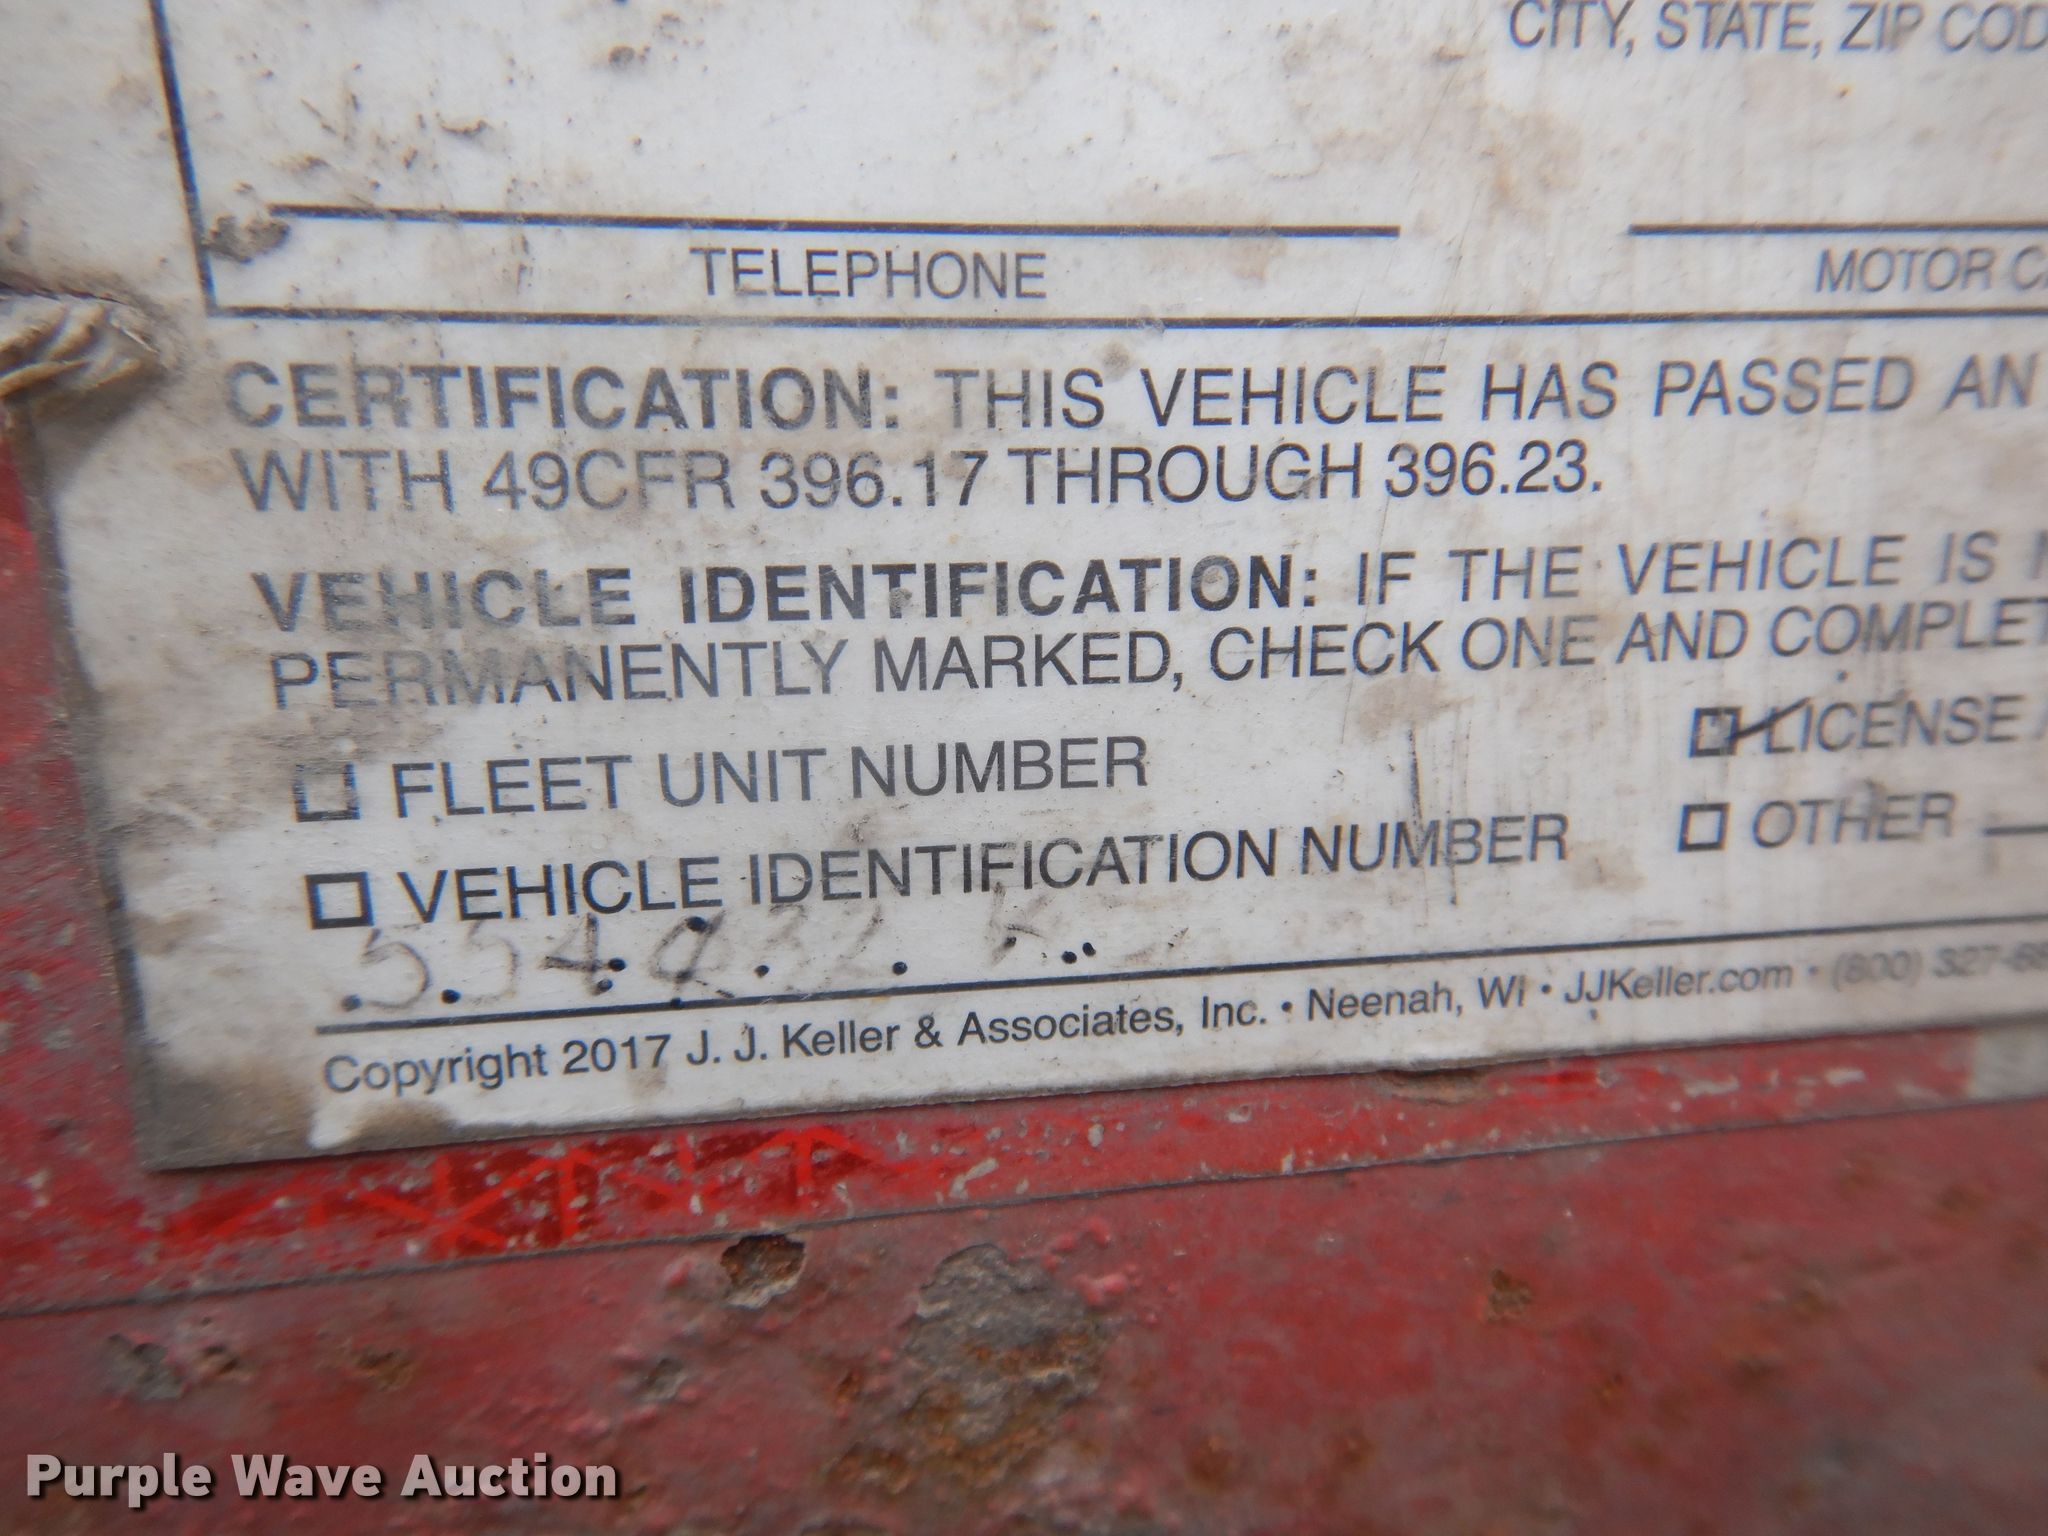 CITY, STATE, ZIP COD
TELEPHONE
MOTOR CA
CERTIFICATION: THIS VEHICLE HAS PASSED AN
WITH 49CFR 396.17 THROUGH 396.23.
VEHICLE IDENTIFICATION: IF THE VEHICLE IS
PERMANENTLY MARKED, CHECK ONE AND COMPLET
FLEET UNIT NUMBER
LICENSE
VEHICLE IDENTIFICATION NUMBER
OTHER
Copyright 2017 J. J. Keller & Associates, Inc. • Neenah, WI • JJKeller.com • (800)
Purple Wave Auction